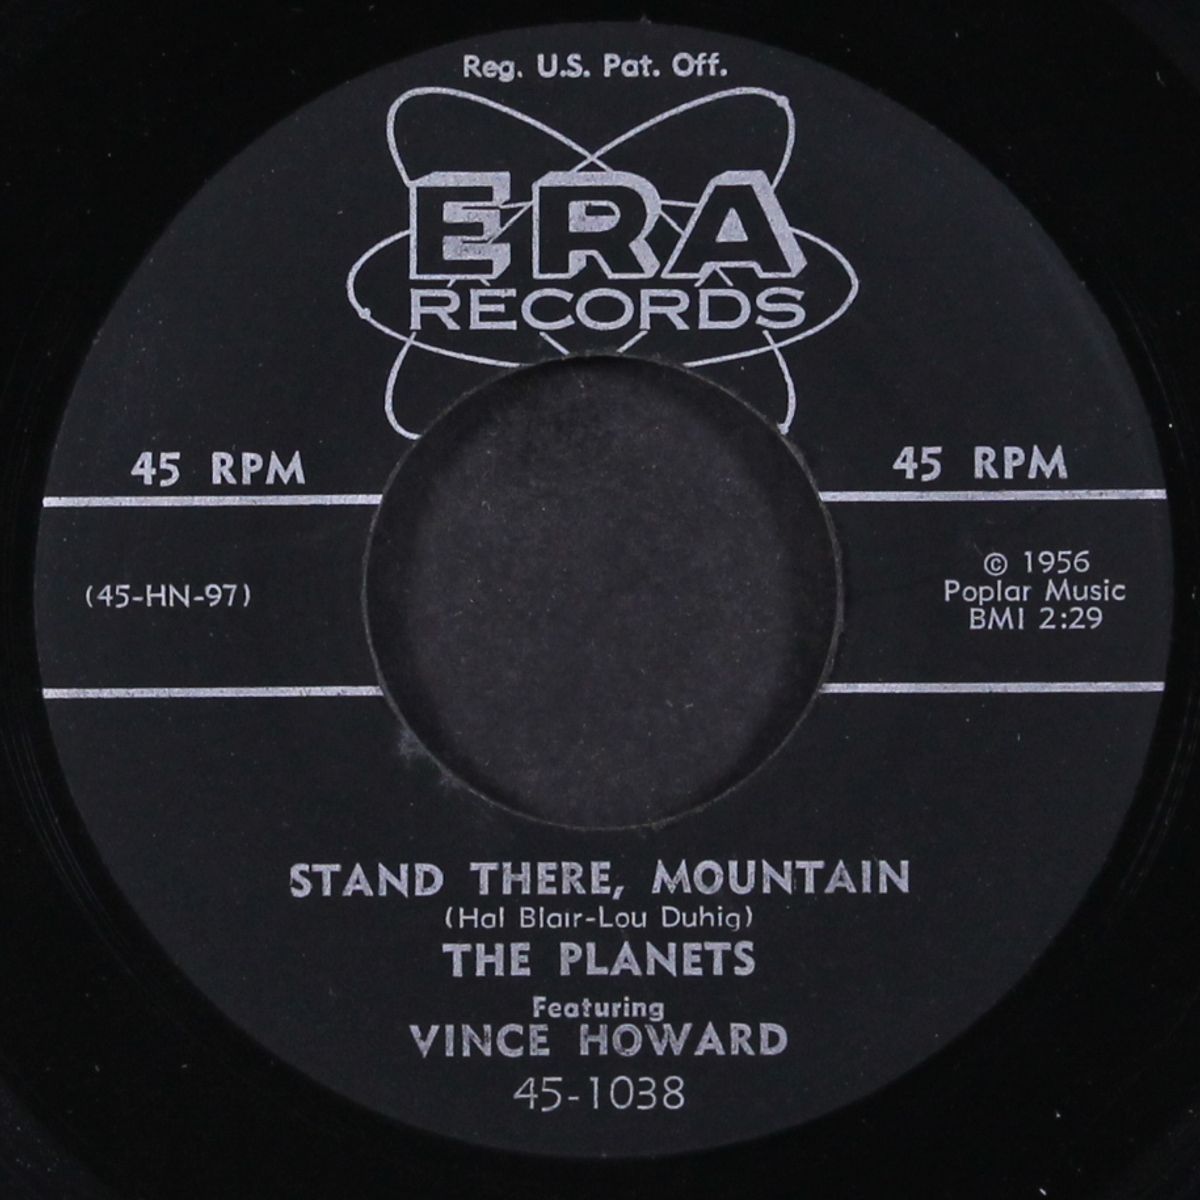 Reg. U.S. Pat. Off.
ERA
RECORDS
45 RPM
45 RPM
(45-HN-97)
© 1956
Poplar Music
BMI 2:29
STAND THERE, MOUNTAIN
(Hal Blair-Lou Duhig)
THE PLANETS
Featuring
VINCE HOWARD
45-1038